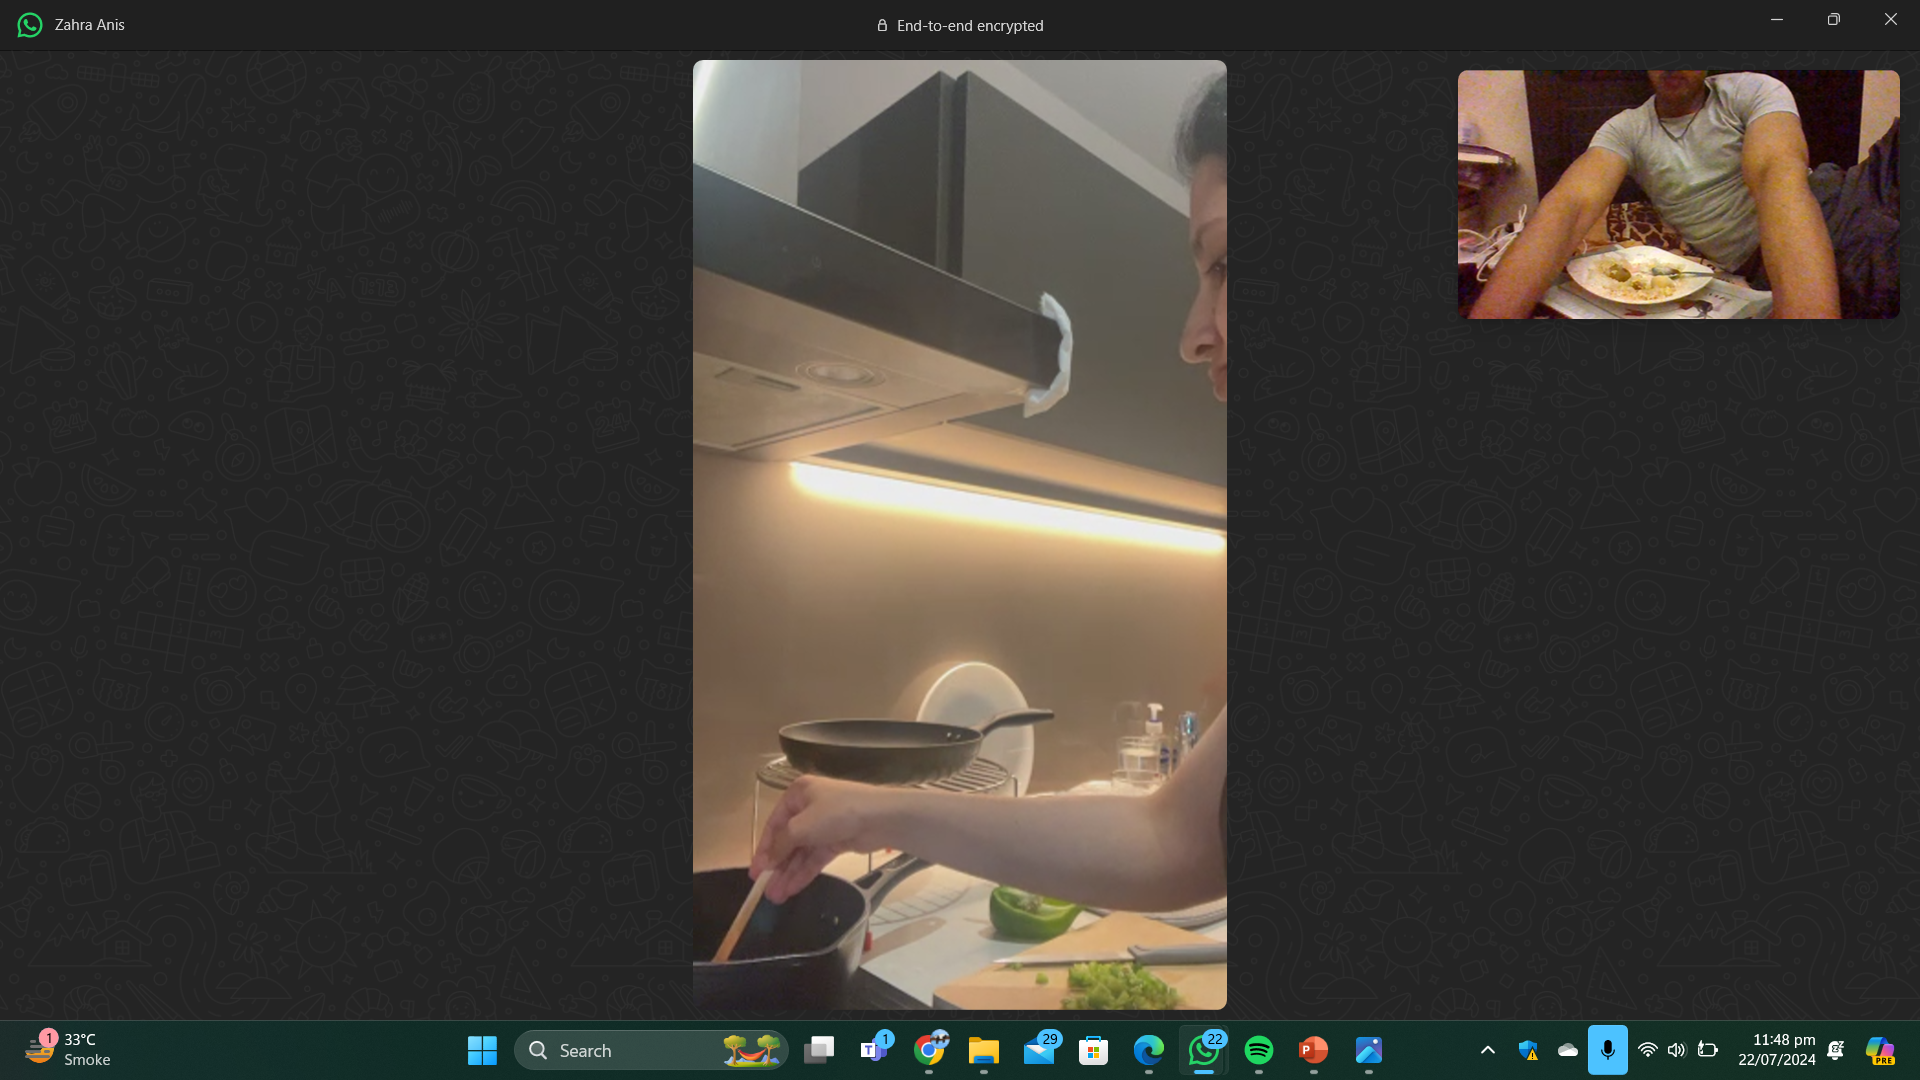 Zahra Anis
End-to-end encrypted
1
33°C
Smoke
Search
1
29
22
11:48 pm
22/07/2024
PRE